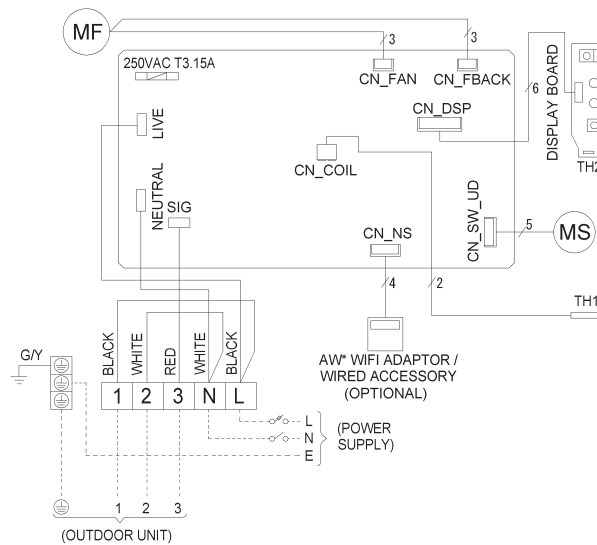 MF
3
3
250VAC T3.15A
CN_FAN
CN_FBACK
6
DISPLAY BOARD
CN_DSP
LIVE
TH2
CN_COIL
NEUTRAL
SIG
CN_SW_UD
CN_NS
5
MS
4
2
TH1
G/Y
BLACK
WHITE
RED
WHITE
BLACK
AW* WIFI ADAPTOR /
WIRED ACCESSORY
(OPTIONAL)
1 2 3 N L
L
N
E
(POWER
SUPPLY)
1 2 3
(OUTDOOR UNIT)